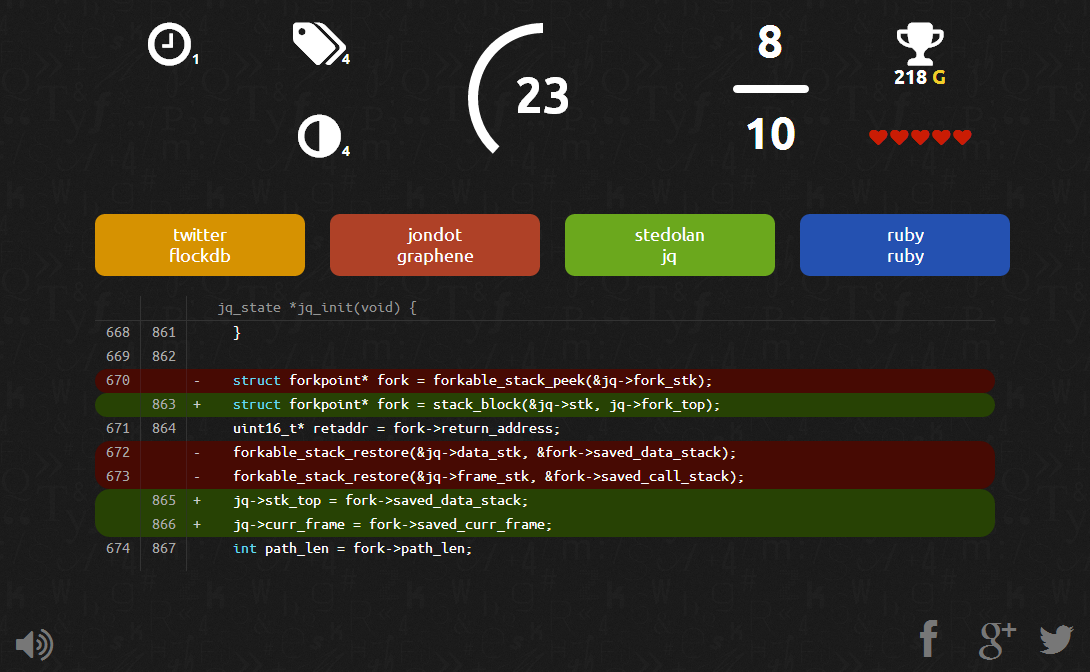 1
4
4
23
8
10
218 G
twitter
flockdb
jondot
graphene
stedolan
jq
ruby
ruby
jq_state *jq_init(void) {
668 861 }
669 862
670 - struct forkpoint* fork = forkable_stack_peek(&jq->fork_stk);
863 + struct forkpoint* fork = stack_block(&jq->stk, jq->fork_top);
671 864 uint16_t* retaddr = fork->return_address;
672 - forkable_stack_restore(&jq->data_stk, &fork->saved_data_stack);
673 - forkable_stack_restore(&jq->frame_stk, &fork->saved_call_stack);
865 + jq->stk_top = fork->saved_data_stack;
866 + jq->curr_frame = fork->saved_curr_frame;
674 867 int path_len = fork->path_len;
f
g+